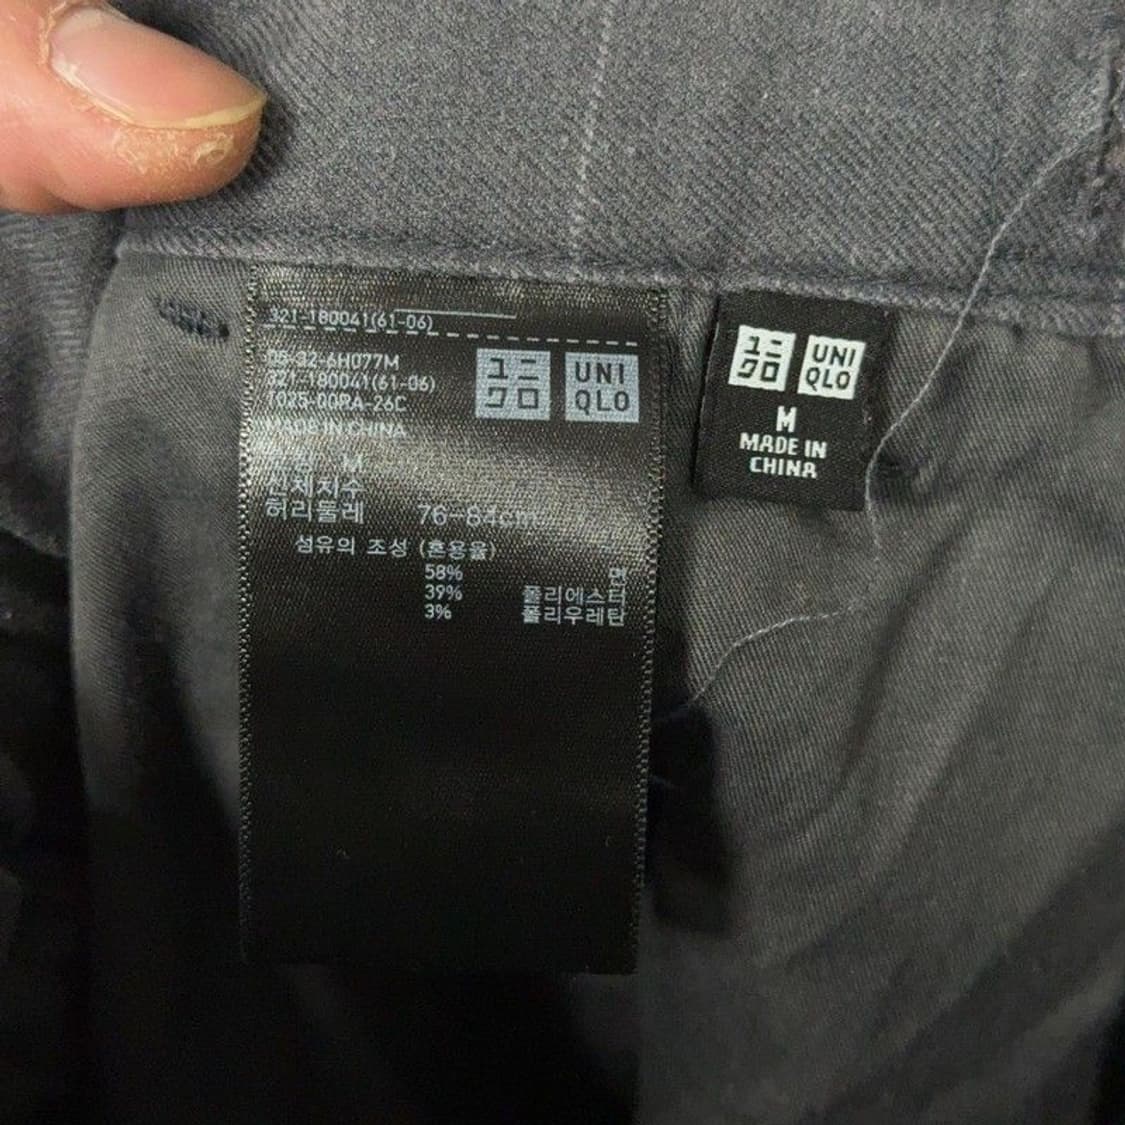 321-180041(61-06)
05-32-6H077M
321-180041(61-06)
T025-00RA-26C
MADE IN CHINA
M
신체치수
허리둘레 76-84cm
섬유의 조성 (혼용율)
58% 면
39% 폴리에스터
3% 폴리우레탄
ユニ
クロ
UNI
QLO
ユニ
クロ
UNI
QLO
M
MADE IN
CHINA